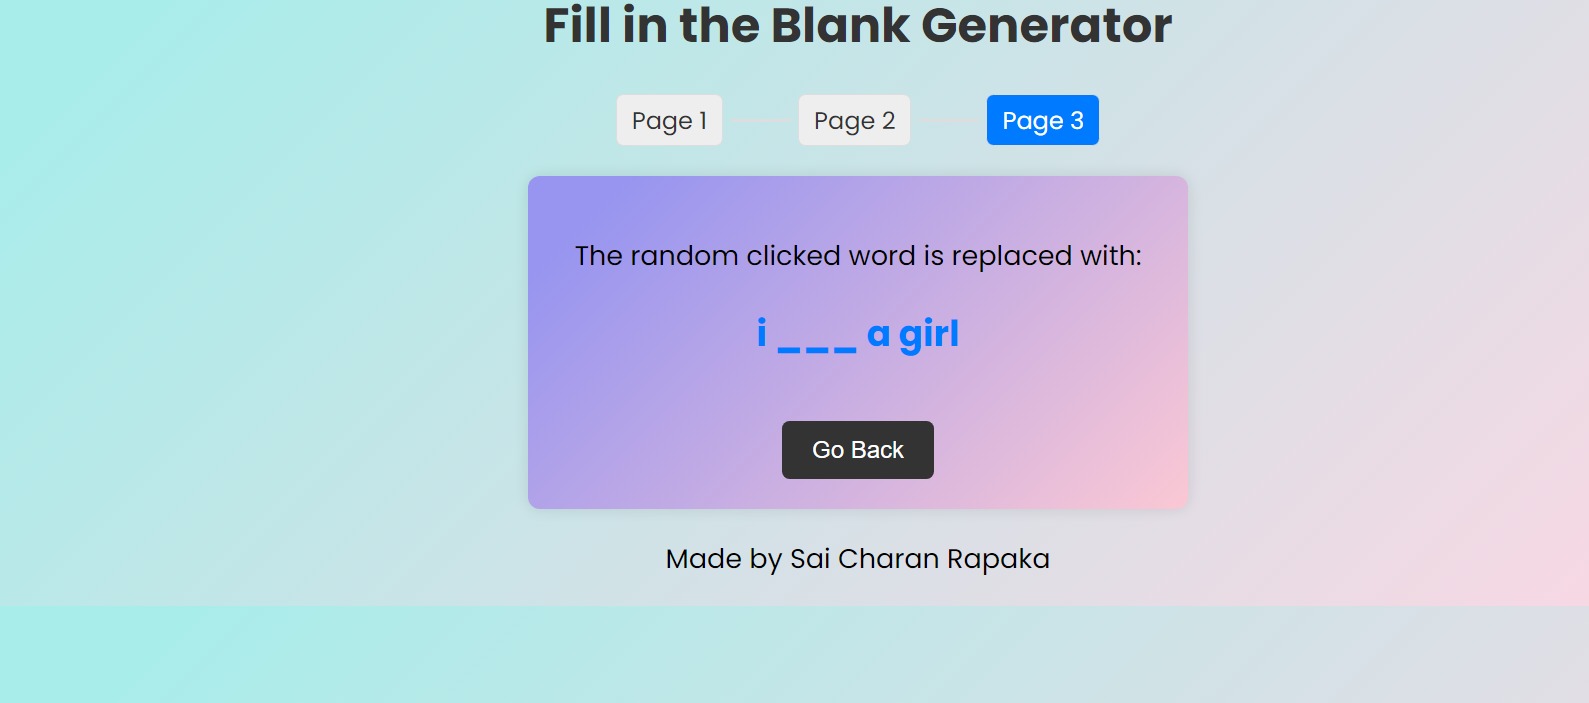 Fill in the Blank Generator
Page 1 Page 2 Page 3
The random clicked word is replaced with:
i _ _ _ a girl
Go Back
Made by Sai Charan Rapaka